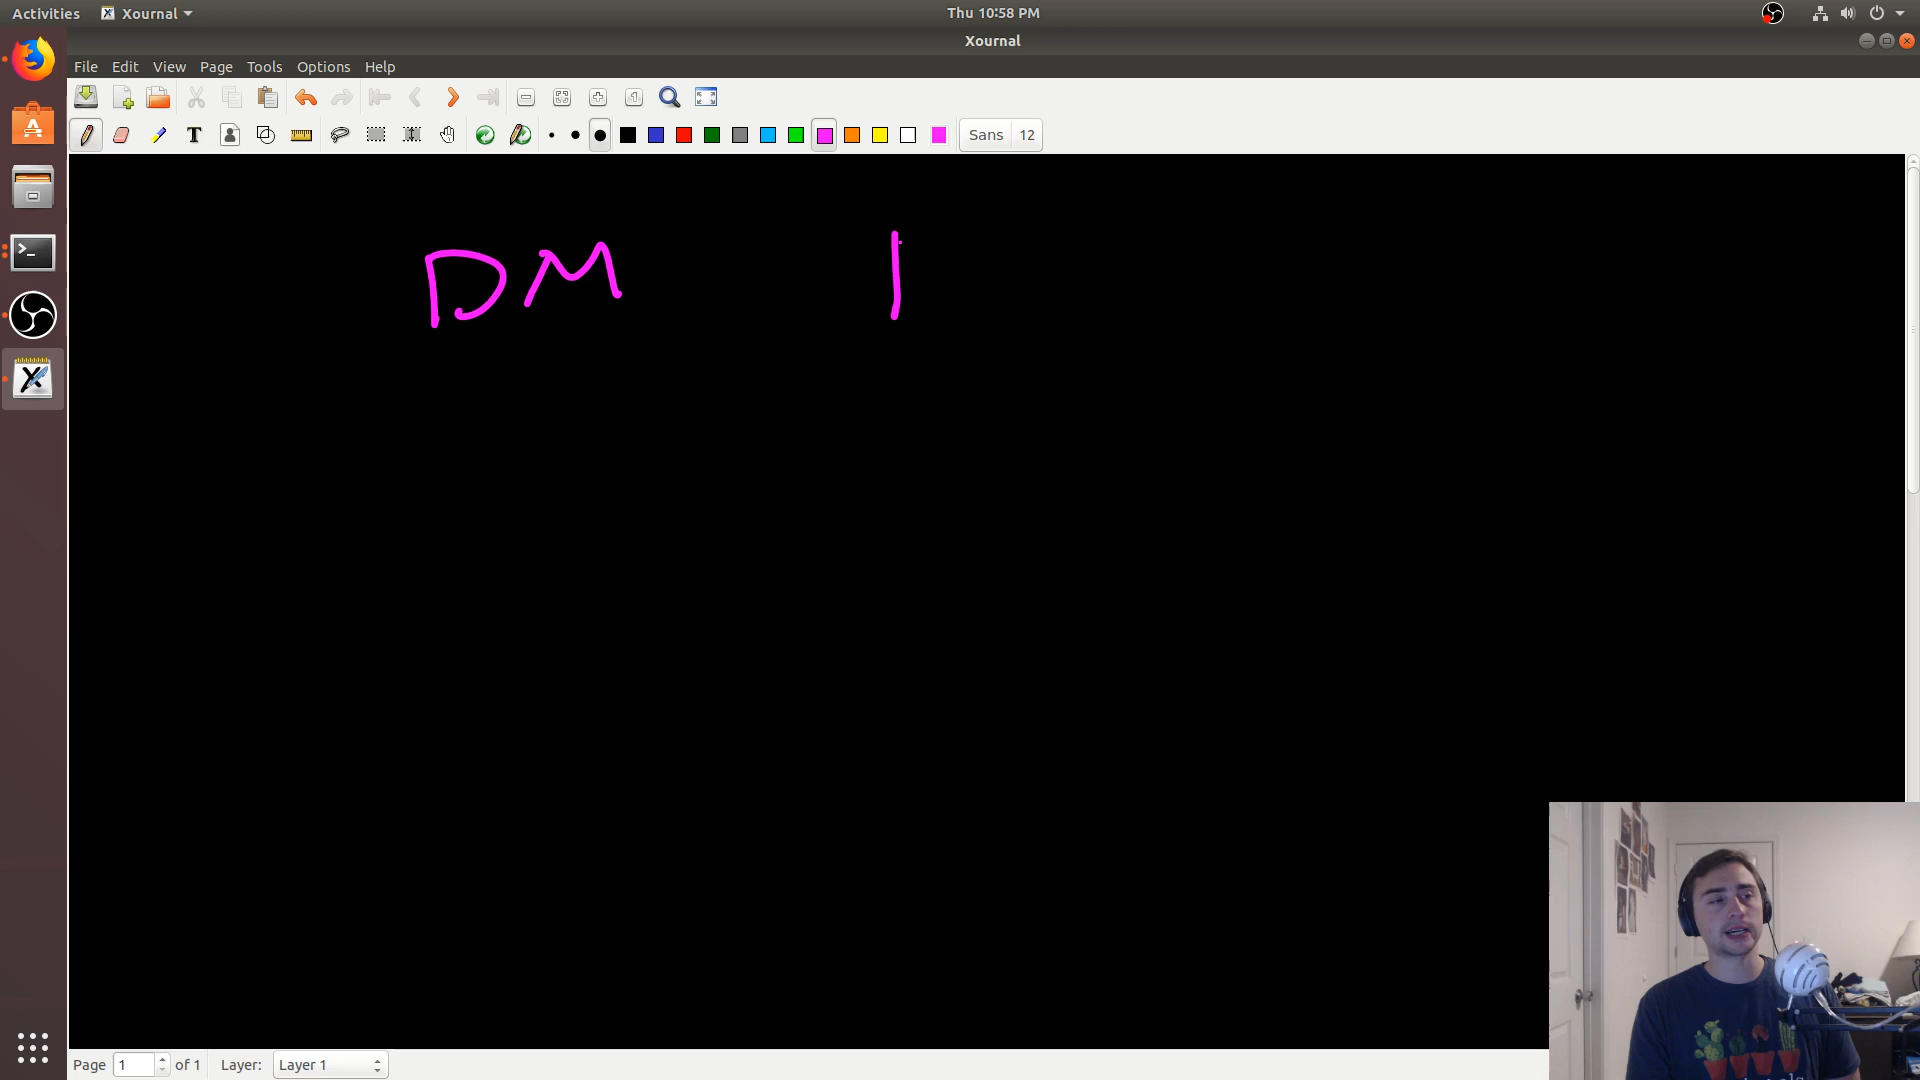 Activities Xournal Thu 10:58 PM
Xournal
File Edit View Page Tools Options Help
T Sans 12
DM
Page 1 of 1 Layer: Layer 1